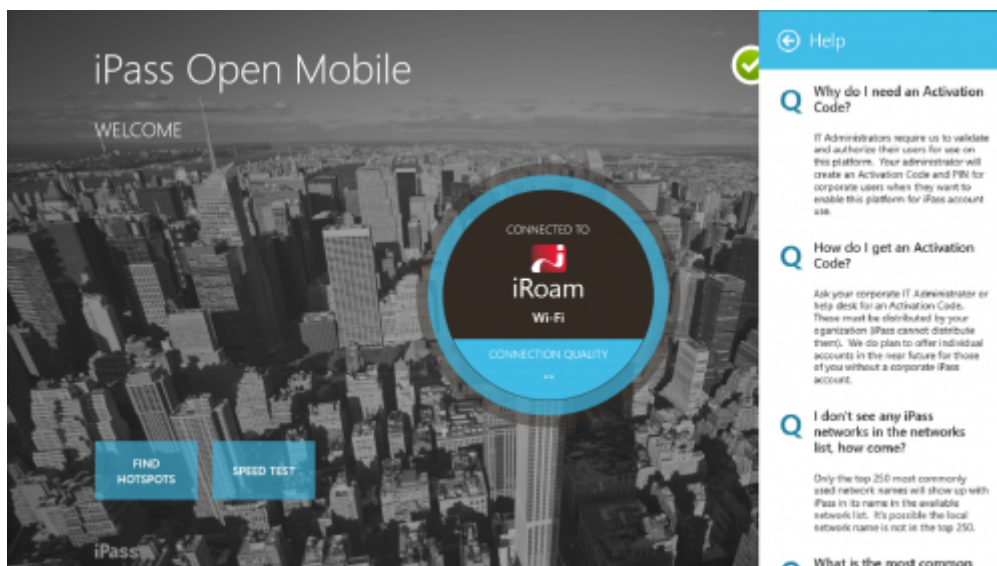 iPass Open Mobile
WELCOME
CONNECTED TO
iRoam
Wi-Fi
CONNECTION QUALITY
--
FIND
HOTSPOTS
SPEED TEST
iPass
Help
Q
Why do I need an Activation
Code?
IT Administrators require us to validate
and authorize their users for use on
this platform. Your administrator will
create an Activation Code and PIN for
corporate users when they want to
enable this platform for iPass account
use.
Q
How do I get an Activation
Code?
Ask your corporate IT Administrator or
help desk for an Activation Code.
These must be distributed by your
oganization (iPass cannot distribute
them). We do plan to offer individual
accounts in the near future for those
of you without a corporate iPass
account.
Q
I don't see any iPass
networks in the networks
list, how come?
Only the top 250 most commonly
used network names will show up with
iPass in its name in the available
network list. It's possible the local
network name is not in the top 250.
Q
What is the most common